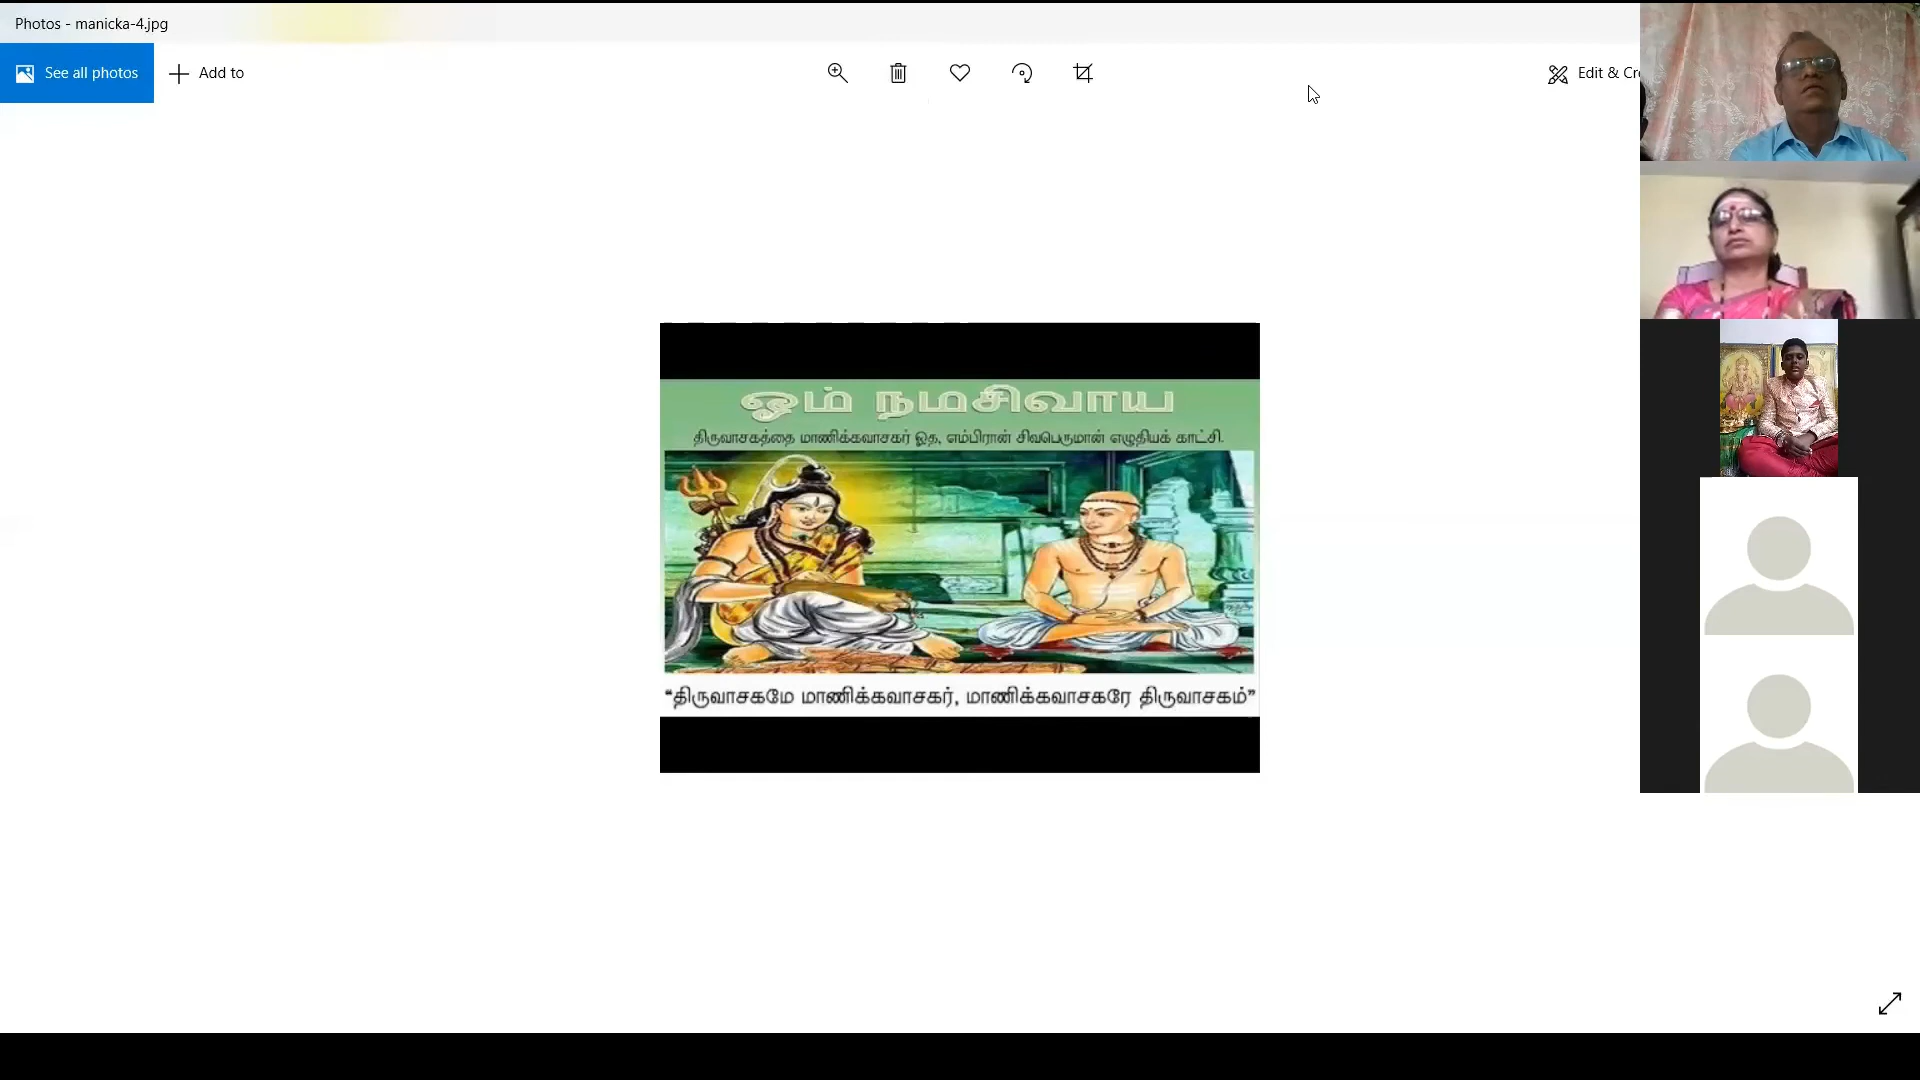 Photos - manicka-4.jpg
See all photos
Add to
Edit & Cr
ஓம் நமசிவாய
திருவாசகத்தை மாணிக்கவாசகர் ஓத, எம்பிரான் சிவபெருமான் எழுதியக் காட்சி.
“திருவாசகமே மாணிக்கவாசகர், மாணிக்கவாசகரே திருவாசகம்”